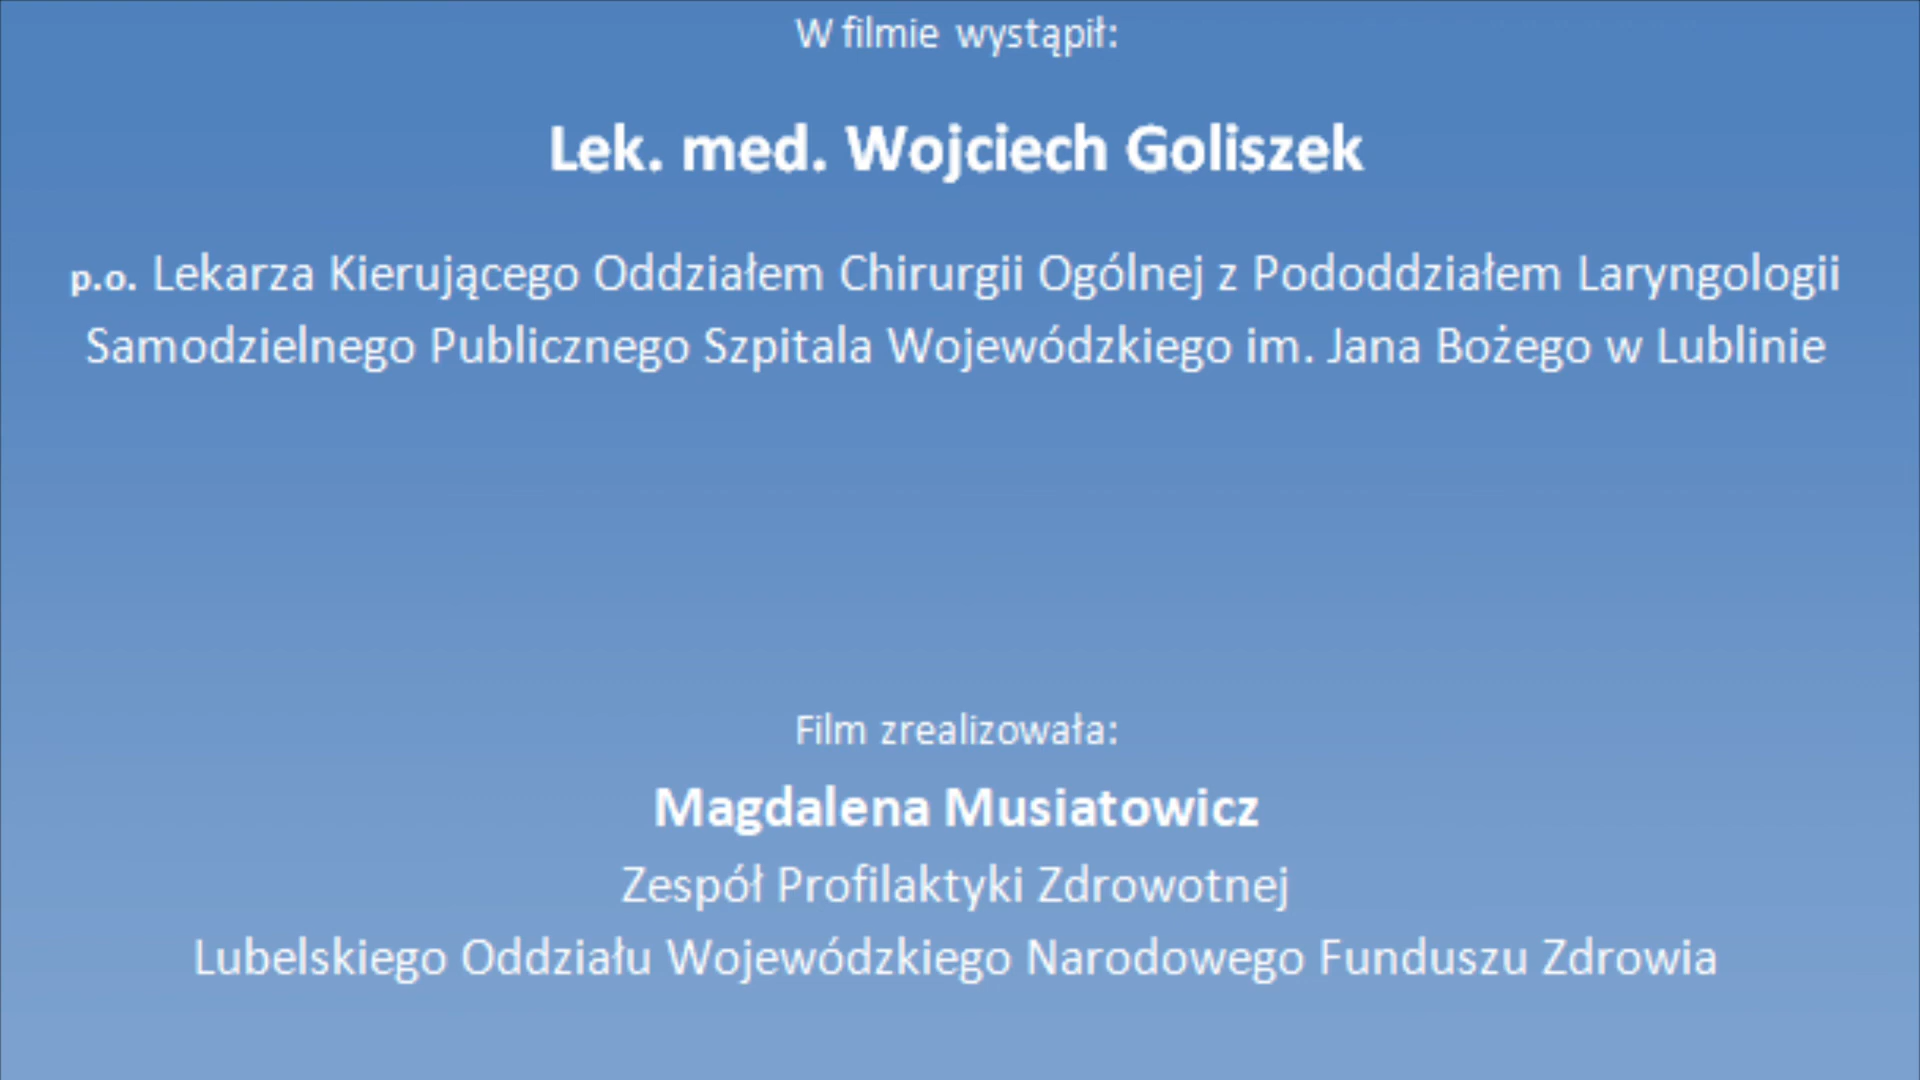 W filmie wystąpił:
Lek. med. Wojciech Goliszek
p.o. Lekarza Kierującego Oddziałem Chirurgii Ogólnej z Pododdziałem Laryngologii
Samodzielnego Publicznego Szpitala Wojewódzkiego im. Jana Bożego w Lublinie
Film zrealizowała:
Magdalena Musiatowicz
Zespół Profilaktyki Zdrowotnej
Lubelskiego Oddziału Wojewódzkiego Narodowego Funduszu Zdrowia